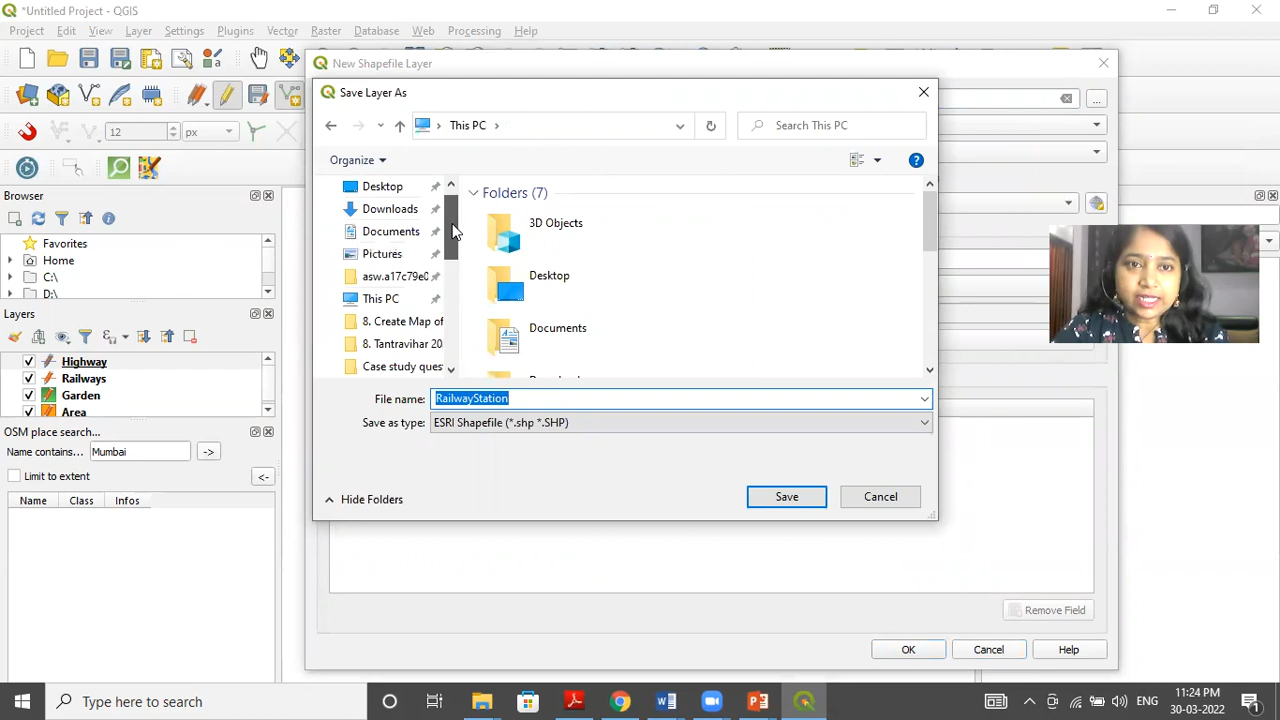 *Untitled Project - QGIS
Project Edit View Layer Settings Plugins Vector Raster Database Web Processing Help
New Shapefile Layer
Save Layer As
This PC
Search This PC
12 px
Organize
Desktop
Downloads
Documents
Pictures
asw.a17c79e0
This PC
8. Create Map of
8. Tantravihar 20
Case study ques
Folders (7)
3D Objects
Desktop
Documents
File name: RailwayStation
Save as type: ESRI Shapefile (*.shp *.SHP)
Hide Folders
Save Cancel
Browser
Favorites
Home
C:\
D:\
Layers
Highway
Railways
Garden
Area
OSM place search...
Name contains... Mumbai ->
Limit to extent <-
Name Class Infos
...
Remove Field
OK Cancel Help
Type here to search
ENG
11:24 PM
30-03-2022
1